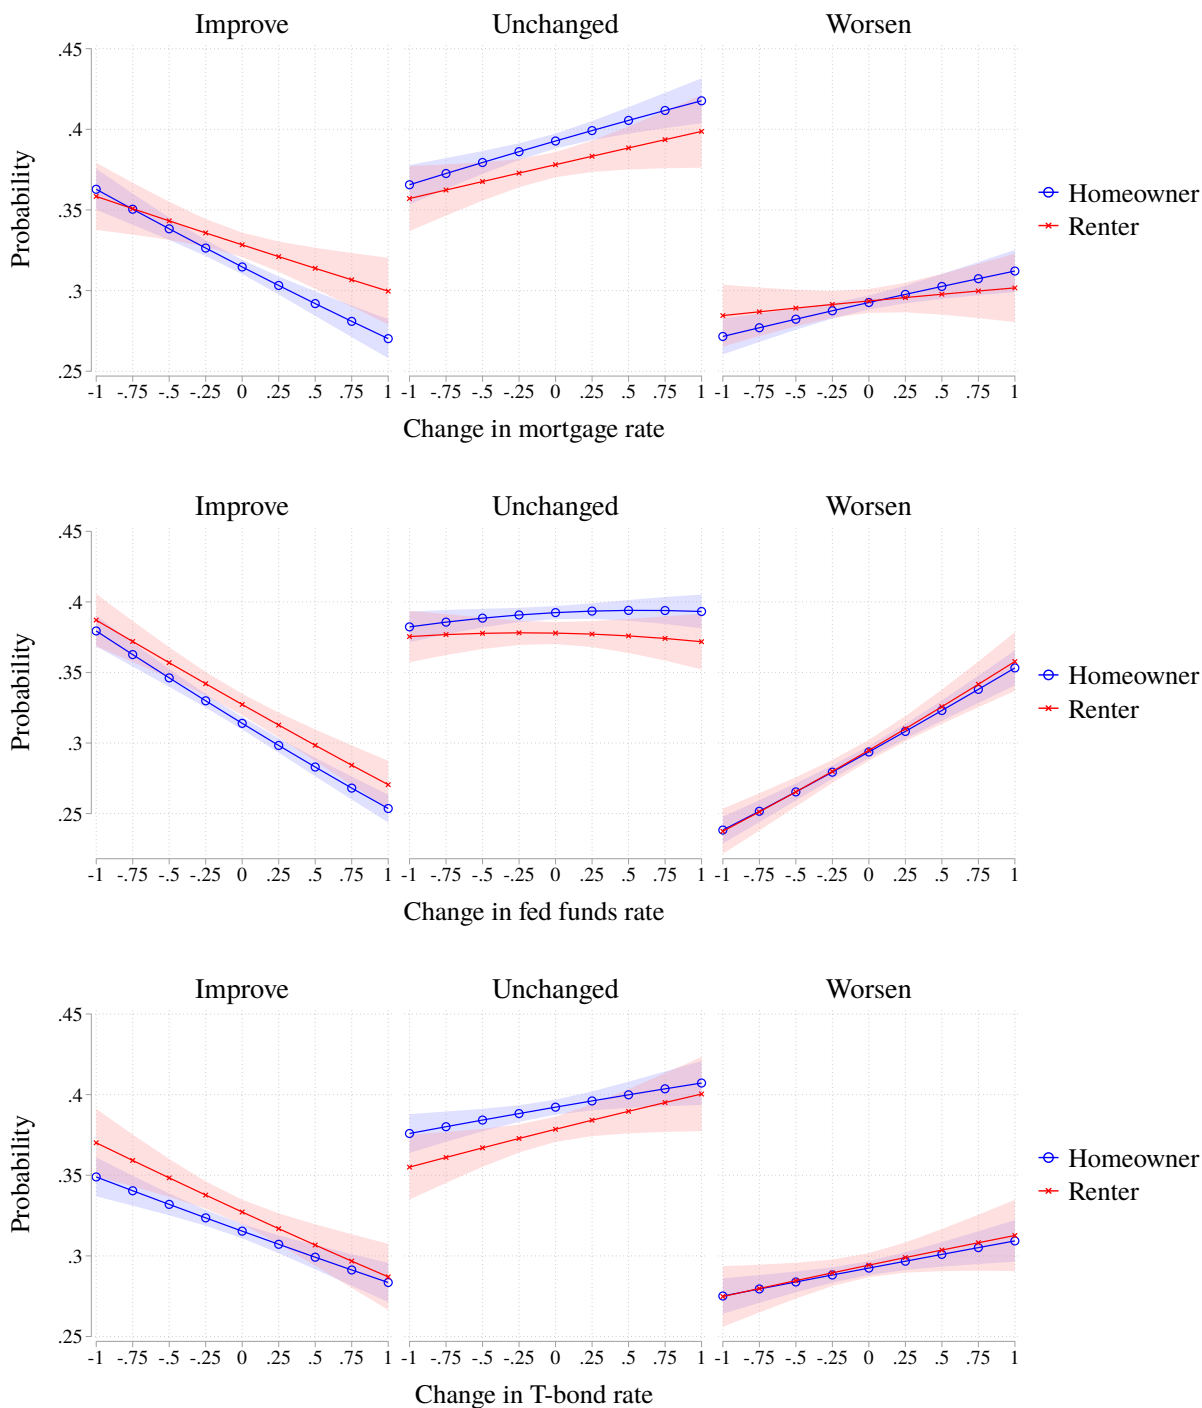 Improve Unchanged Worsen
.45
.4
.35
.3
.25
Probability
-1 -.75 -.5 -.25 0 .25 .5 .75 1 -1 -.75 -.5 -.25 0 .25 .5 .75 1 -1 -.75 -.5 -.25 0 .25 .5 .75 1
Change in mortgage rate
Homeowner
Renter
Improve Unchanged Worsen
.45
.4
.35
.3
.25
Probability
-1 -.75 -.5 -.25 0 .25 .5 .75 1 -1 -.75 -.5 -.25 0 .25 .5 .75 1 -1 -.75 -.5 -.25 0 .25 .5 .75 1
Change in fed funds rate
Homeowner
Renter
Improve Unchanged Worsen
.45
.4
.35
.3
.25
Probability
-1 -.75 -.5 -.25 0 .25 .5 .75 1 -1 -.75 -.5 -.25 0 .25 .5 .75 1 -1 -.75 -.5 -.25 0 .25 .5 .75 1
Change in T-bond rate
Homeowner
Renter